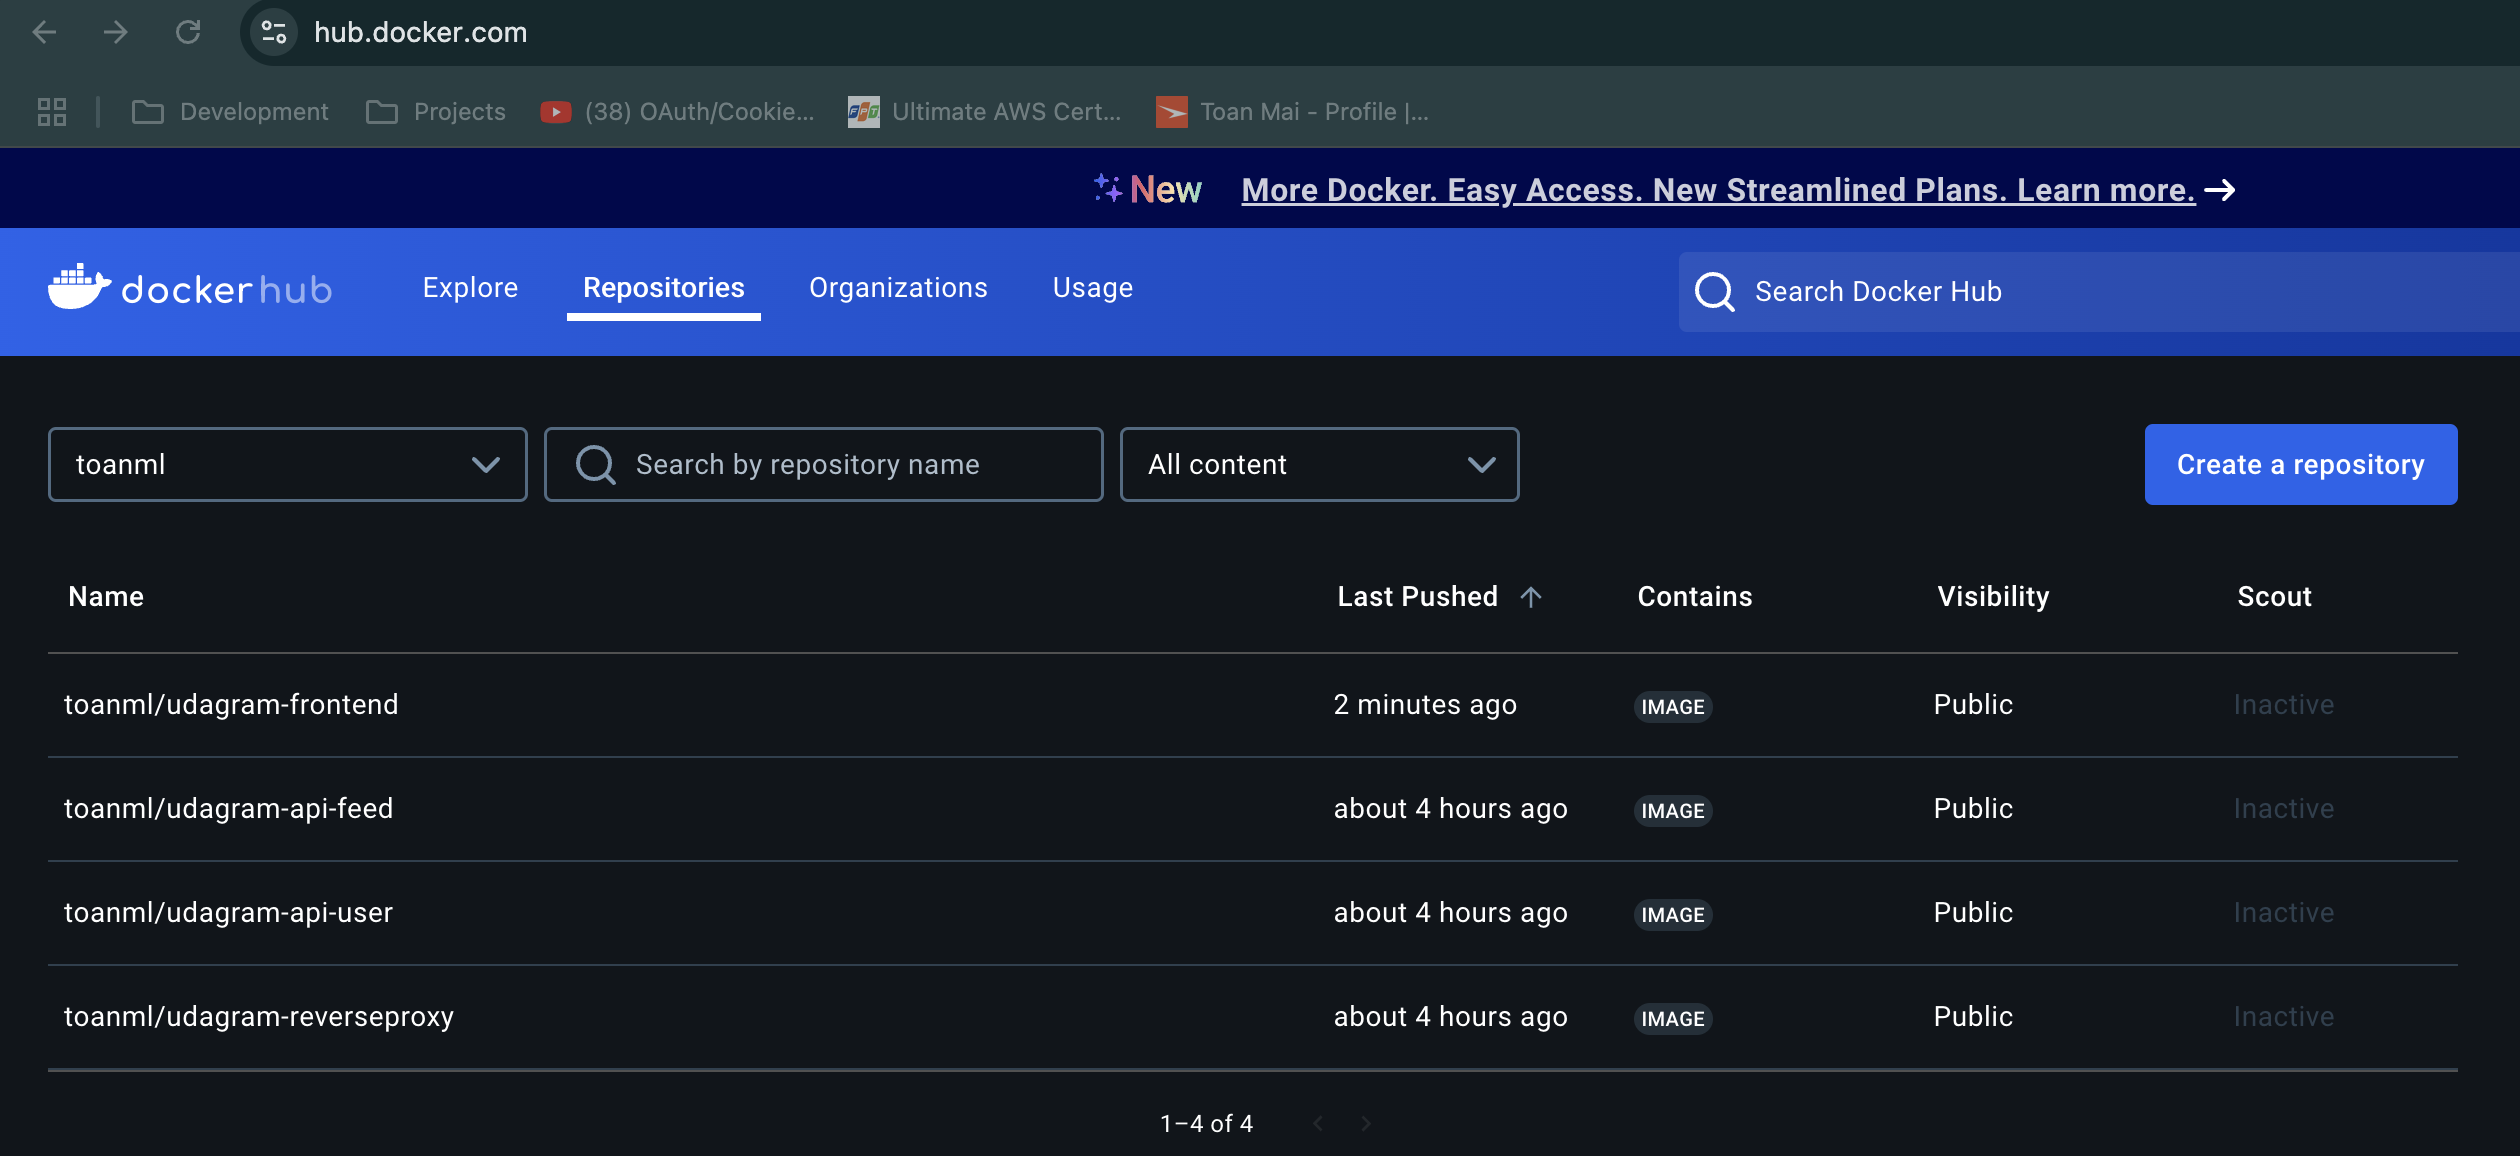 hub.docker.com
Development Projects (38) OAuth/Cookie... Ultimate AWS Cert... Toan Mai - Profile |...
New More Docker. Easy Access. New Streamlined Plans. Learn more.
dockerhub Explore Repositories Organizations Usage Search Docker Hub
toanml Search by repository name All content Create a repository
Name Last Pushed Contains Visibility Scout
toanml/udagram-frontend 2 minutes ago IMAGE Public Inactive
toanml/udagram-api-feed about 4 hours ago IMAGE Public Inactive
toanml/udagram-api-user about 4 hours ago IMAGE Public Inactive
toanml/udagram-reverseproxy about 4 hours ago IMAGE Public Inactive
1–4 of 4